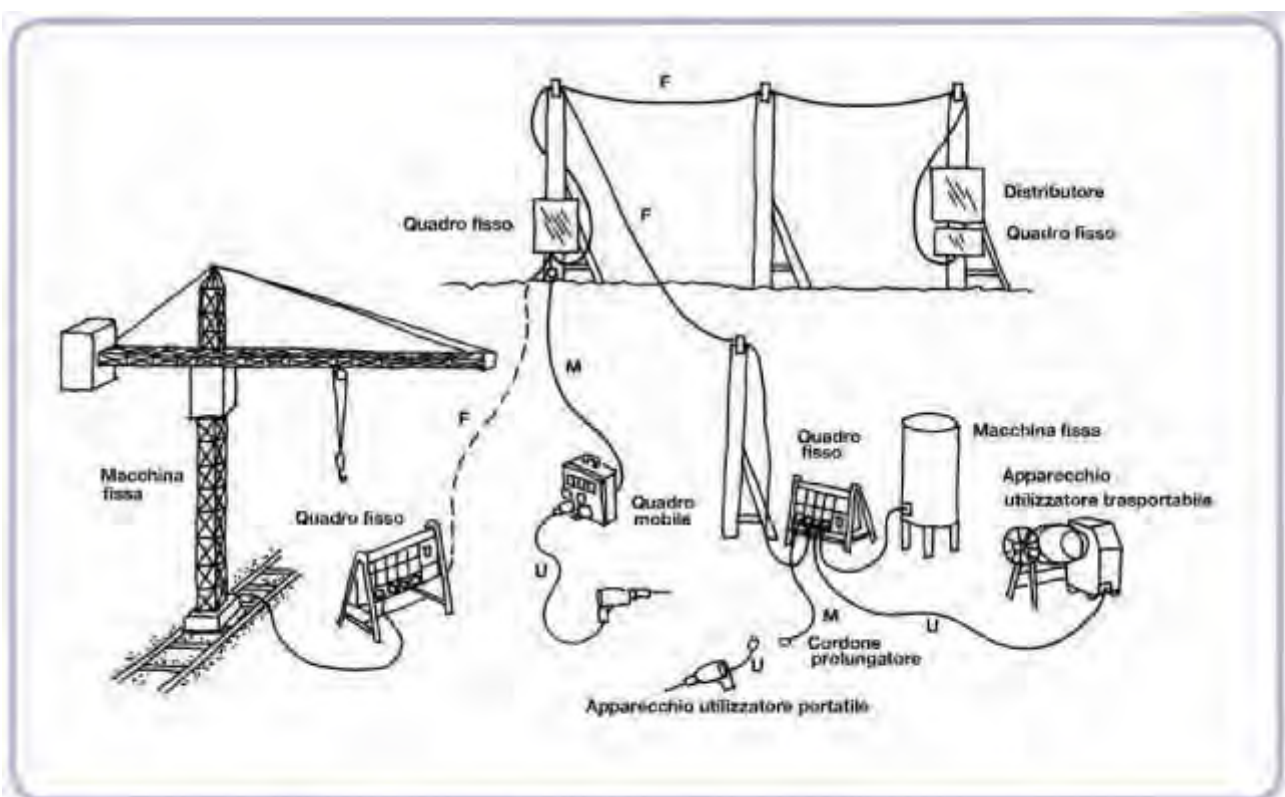 F
Distributore
Quadro fisso
Quadro fisso
F
M
F
Macchina
fissa
Quadro fisso
Quadro
mobile
U
Quadro
fisso
Macchina fissa
Apparecchio
utilizzatore trasportabile
M
U
Cordone
prolungatore
U
Apparecchio utilizzatore portatile